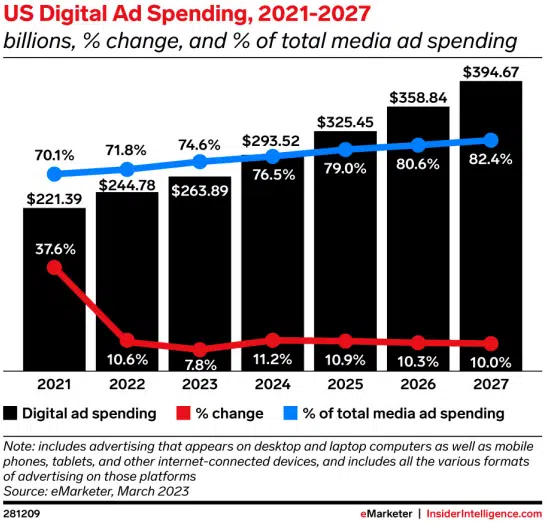 US Digital Ad Spending, 2021-2027
billions, % change, and % of total media ad spending
$394.67
$358.84
$325.45
$293.52
70.1% 71.8% 74.6%
76.5% 79.0% 80.6% 82.4%
$221.39 $244.78 $263.89
37.6%
10.6% 7.8% 11.2% 10.9% 10.3% 10.0%
2021 2022 2023 2024 2025 2026 2027
Digital ad spending % change % of total media ad spending
Note: includes advertising that appears on desktop and laptop computers as well as mobile
phones, tablets, and other internet-connected devices, and includes all the various formats
of advertising on those platforms
Source: eMarketer, March 2023
281209 eMarketer | InsiderIntelligence.com